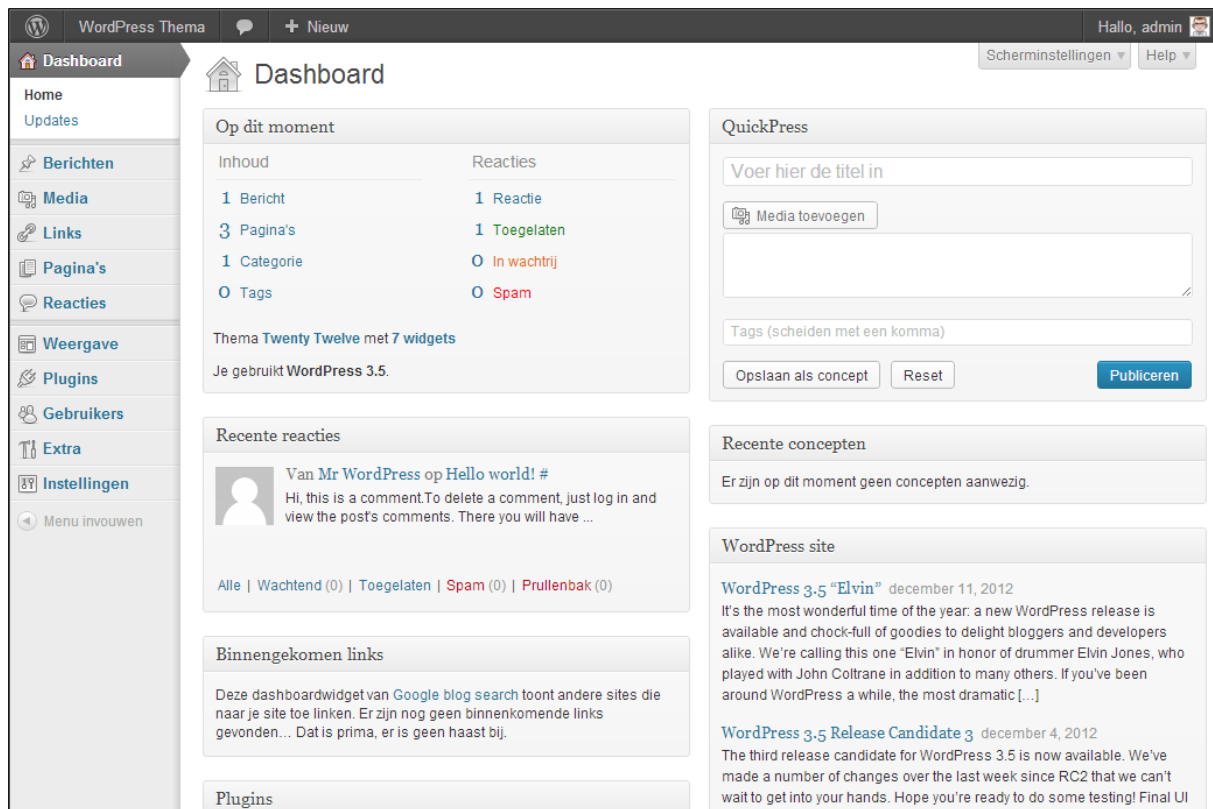 WordPress Thema
Nieuw
Hallo, admin
Dashboard
Home
Updates
Berichten
Media
Links
Pagina's
Reacties
Weergave
Plugins
Gebruikers
Extra
Instellingen
Menu invouwen
Scherminstellingen
Help
Dashboard
Op dit moment
Inhoud
Reacties
1 Bericht
1 Reactie
3 Pagina's
1 Toegelaten
1 Categorie
0 In wachtrij
0 Tags
0 Spam
Thema Twenty Twelve met 7 widgets
Je gebruikt WordPress 3.5.
Recente reacties
Van Mr WordPress op Hello world! #
Hi, this is a comment.To delete a comment, just log in and
view the post's comments. There you will have ...
Alle | Wachtend (0) | Toegelaten | Spam (0) | Prullenbak (0)
Binnengekomen links
Deze dashboardwidget van Google blog search toont andere sites die
naar je site toe linken. Er zijn nog geen binnenkomende links
gevonden… Dat is prima, er is geen haast bij.
Plugins
QuickPress
Voer hier de titel in
Media toevoegen
Tags (scheiden met een komma)
Opslaan als concept
Reset
Publiceren
Recente concepten
Er zijn op dit moment geen concepten aanwezig.
WordPress site
WordPress 3.5 “Elvin” december 11, 2012
It's the most wonderful time of the year: a new WordPress release is
available and chock-full of goodies to delight bloggers and developers
alike. We’re calling this one “Elvin” in honor of drummer Elvin Jones, who
played with John Coltrane in addition to many others. If you’ve been
around WordPress a while, the most dramatic […]
WordPress 3.5 Release Candidate 3 december 4, 2012
The third release candidate for WordPress 3.5 is now available. We’ve
made a number of changes over the last week since RC2 that we can’t
wait to get into your hands. Hope you’re ready to do some testing! Final UI